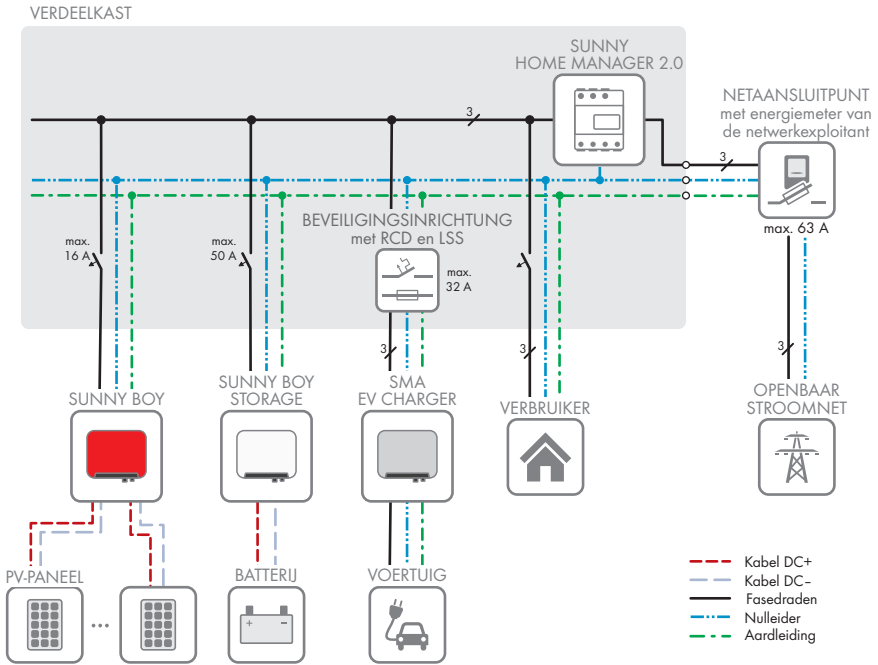 VERDEELKAST
SUNNY
HOME MANAGER 2.0
NETAANSLUITPUNT
met energiemeter van
de netwerkexploitant
3
3
max. 63 A
BEVEILIGINGSINRICHTING
met RCD en LSS
max.
16 A
max.
50 A
max.
32 A
3
3
3
SUNNY BOY
SUNNY BOY
STORAGE
SMA
EV CHARGER
VERBRUIKER
OPENBAAR
STROOMNET
PV-PANEEL
...
BATTERIJ
+ −
VOERTUIG
Kabel DC+
Kabel DC−
Fasedraden
Nulleider
Aardleiding